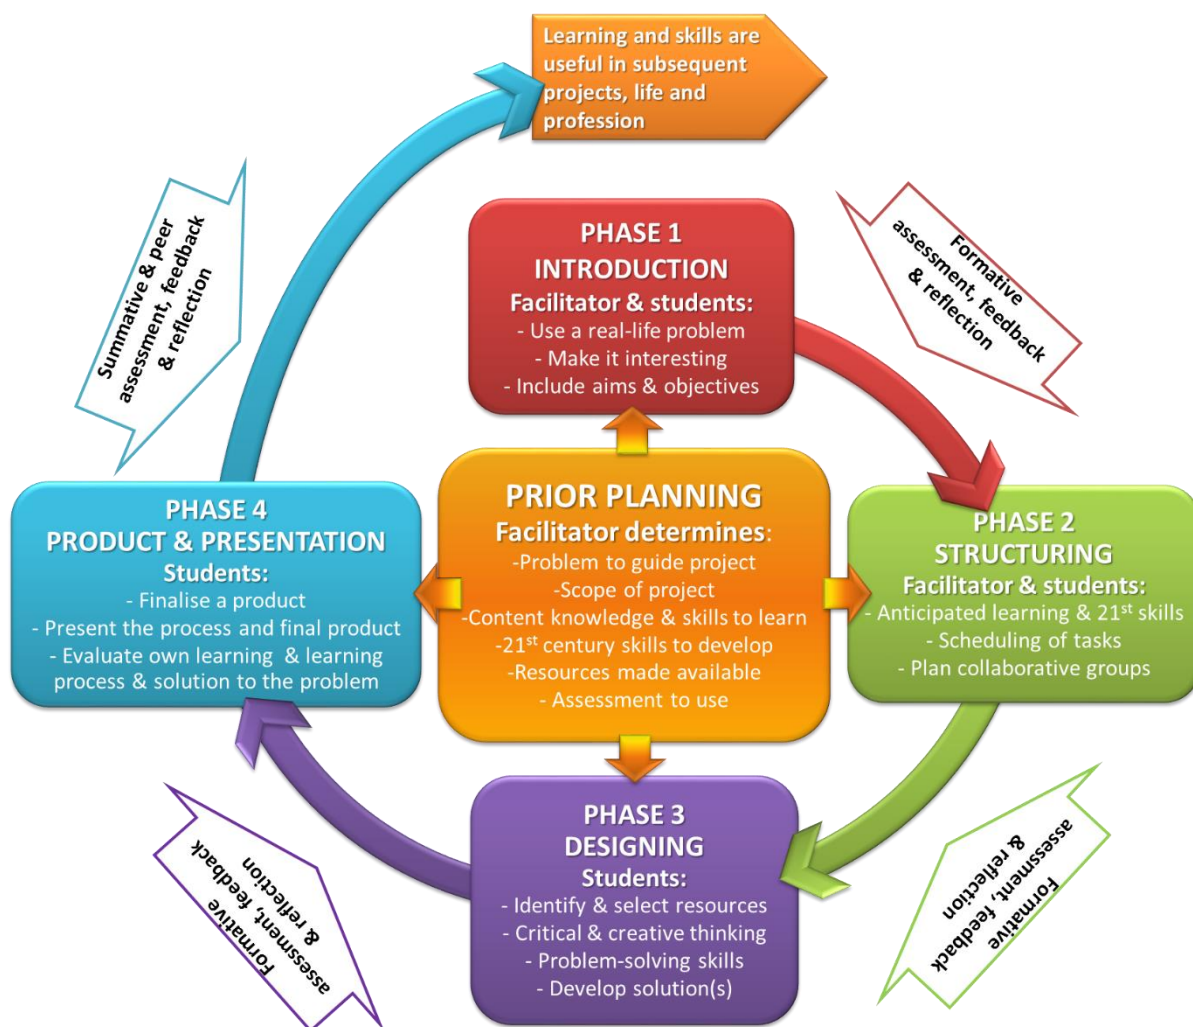 Learning and skills are
useful in subsequent
projects, life and
profession
Summative & peer
assessment, feedback
& reflection
PHASE 1
INTRODUCTION
Facilitator & students:
- Use a real-life problem
- Make it interesting
- Include aims & objectives
Formative
assessment, feedback
& reflection
PHASE 4
PRODUCT & PRESENTATION
Students:
- Finalise a product
- Present the process and final product
- Evaluate own learning & learning
process & solution to the problem
PRIOR PLANNING
Facilitator determines:
-Problem to guide project
-Scope of project
-Content knowledge & skills to learn
-21st century skills to develop
-Resources made available
- Assessment to use
PHASE 2
STRUCTURING
Facilitator & students:
- Anticipated learning & 21st skills
- Scheduling of tasks
- Plan collaborative groups
Formative
assessment, feedback
& reflection
PHASE 3
DESIGNING
Students:
- Identify & select resources
- Critical & creative thinking
- Problem-solving skills
- Develop solution(s)
Formative
assessment, feedback
& reflection